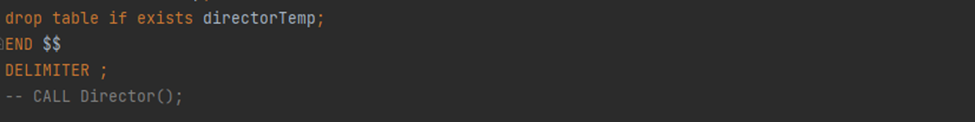 drop table if exists directorTemp;
END $$
DELIMITER ;
-- CALL Director();